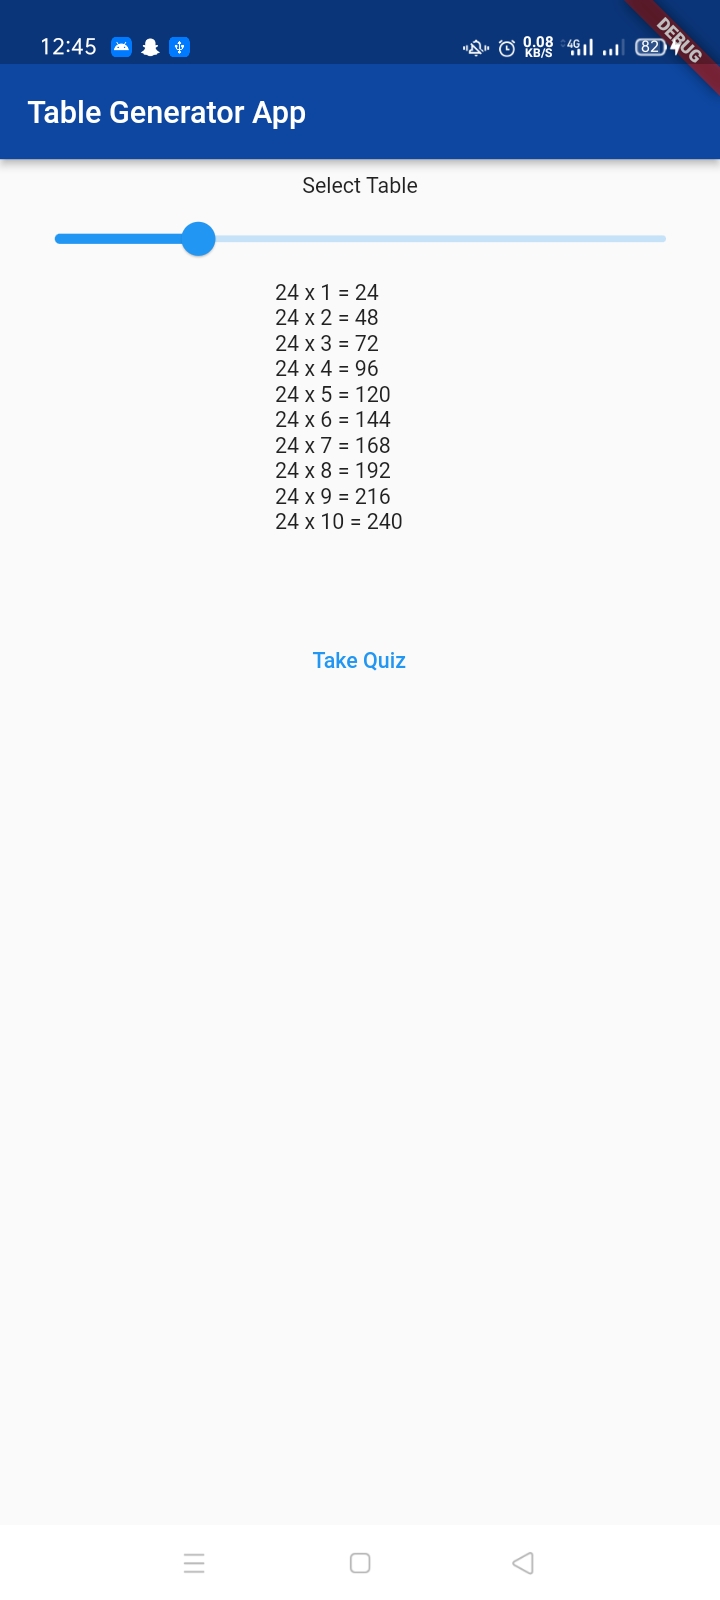 12:45
0.08
KB/S
4G
82
DEBUG
Table Generator App
Select Table
24 x 1 = 24
24 x 2 = 48
24 x 3 = 72
24 x 4 = 96
24 x 5 = 120
24 x 6 = 144
24 x 7 = 168
24 x 8 = 192
24 x 9 = 216
24 x 10 = 240
Take Quiz